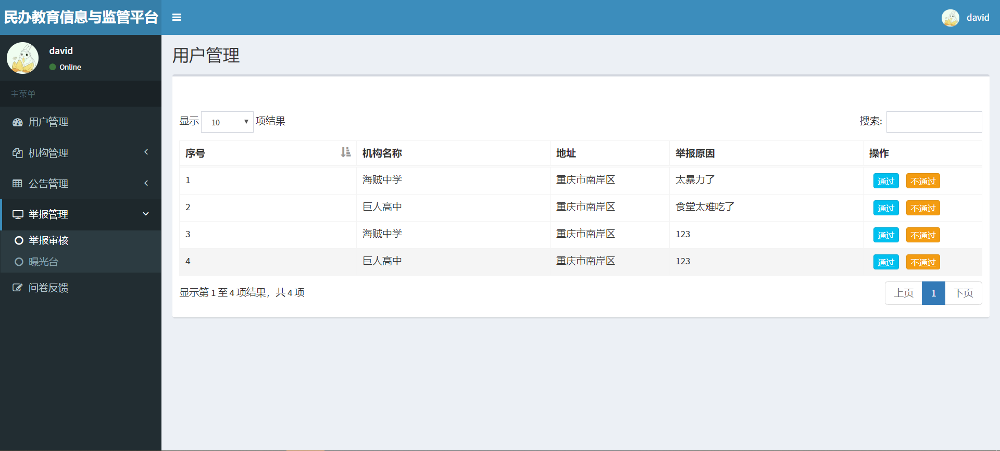 民办教育信息与监管平台
david
david
Online
主菜单
用户管理
机构管理
公告管理
举报管理
举报审核
曝光台
问卷反馈
用户管理
显示 10 项结果
搜索:
序号 机构名称 地址 举报原因 操作
1 海贼中学 重庆市南岸区 太暴力了 通过 不通过
2 巨人高中 重庆市南岸区 食堂太难吃了 通过 不通过
3 海贼中学 重庆市南岸区 123 通过 不通过
4 巨人高中 重庆市南岸区 123 通过 不通过
显示第 1 至 4 项结果，共 4 项
上页 1 下页